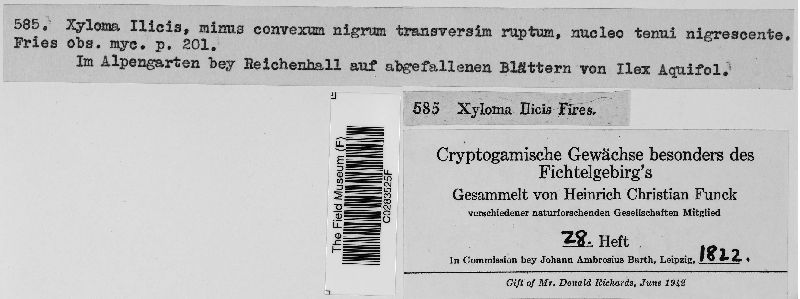 585. Xyloma Ilicis, minus convexum nigrum transversim ruptum, nucleo tenui nigrescente.
Fries obs. myc. p. 201.
Im Alpengarten bey Reichenhall auf abgefallenen Blättern von Ilex Aquifol.
585 Xyloma Ilicis Fires.
The Field Museum (F)
C0283525F
Cryptogamische Gewächse besonders des
Fichtelgebirg's
Gesammelt von Heinrich Christian Funck
verschiedener naturforschenden Gesellschaften Mitglied
28. Heft
In Commission bey Johann Ambrosius Barth, Leipzig, 1822.
Gift of Mr. Donald Richards, June 1942